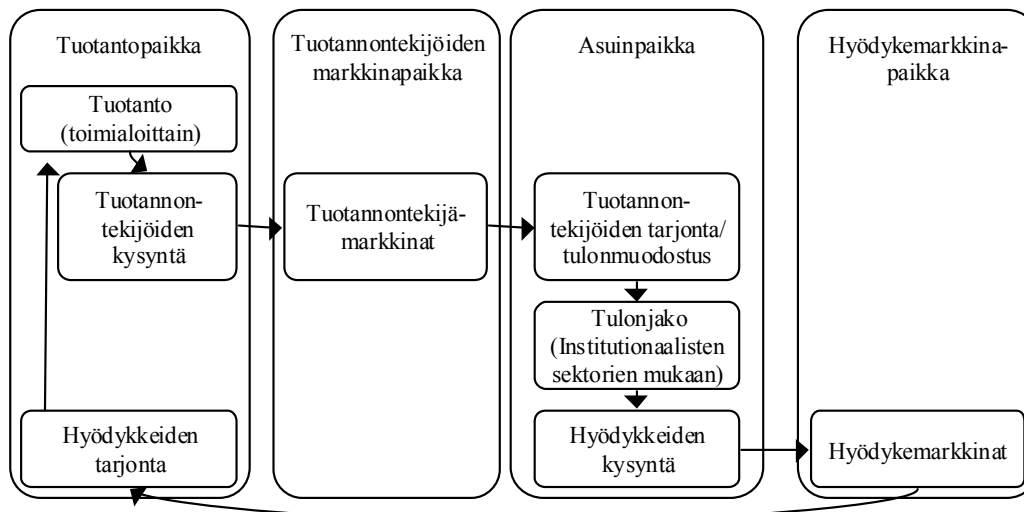 Tuotantopaikka
Tuotanto
(toimialoittain)
Tuotannon-
tekijöiden
kysyntä
Hyödykkeiden
tarjonta
Tuotannontekijöiden
markkinapaikka
Tuotannontekijä-
markkinat
Asuinpaikka
Tuotannon-
tekijöiden tarjonta/
tulonmuodostus
Tulonjako
(Institutionaalisten
sektorien mukaan)
Hyödykkeiden
kysyntä
Hyödykemarkkina-
paikka
Hyödykemarkkinat